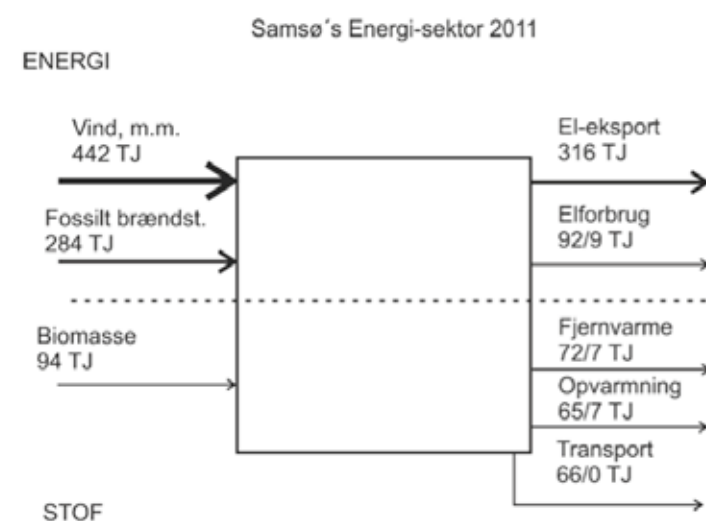 Samsø´s Energi-sektor 2011
ENERGI
Vind, m.m.
442 TJ
Fossilt brændst.
284 TJ
Biomasse
94 TJ
STOF
El-eksport
316 TJ
Elforbrug
92/9 TJ
Fjernvarme
72/7 TJ
Opvarmning
65/7 TJ
Transport
66/0 TJ